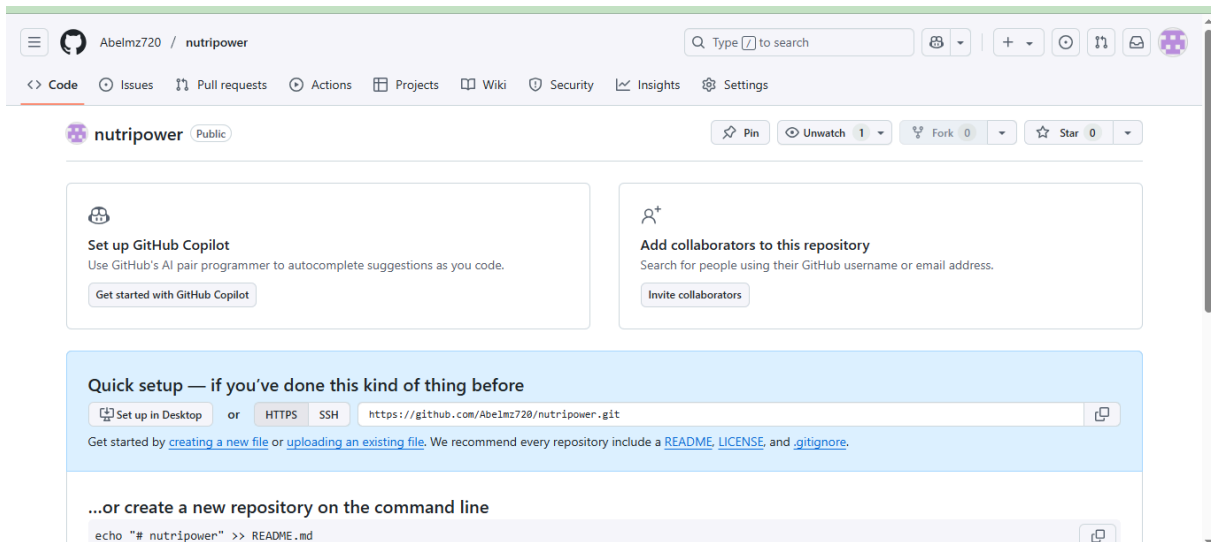 Abelmz720 / nutripower
Type / to search
Code Issues Pull requests Actions Projects Wiki Security Insights Settings
nutripower Public
Pin Unwatch 1 Fork 0 Star 0
Set up GitHub Copilot
Use GitHub's AI pair programmer to autocomplete suggestions as you code.
Get started with GitHub Copilot
Add collaborators to this repository
Search for people using their GitHub username or email address.
Invite collaborators
Quick setup — if you've done this kind of thing before
Set up in Desktop or HTTPS SSH https://github.com/Abelmz720/nutripower.git
Get started by creating a new file or uploading an existing file. We recommend every repository include a README, LICENSE, and .gitignore.
…or create a new repository on the command line
echo "# nutripower" >> README.md